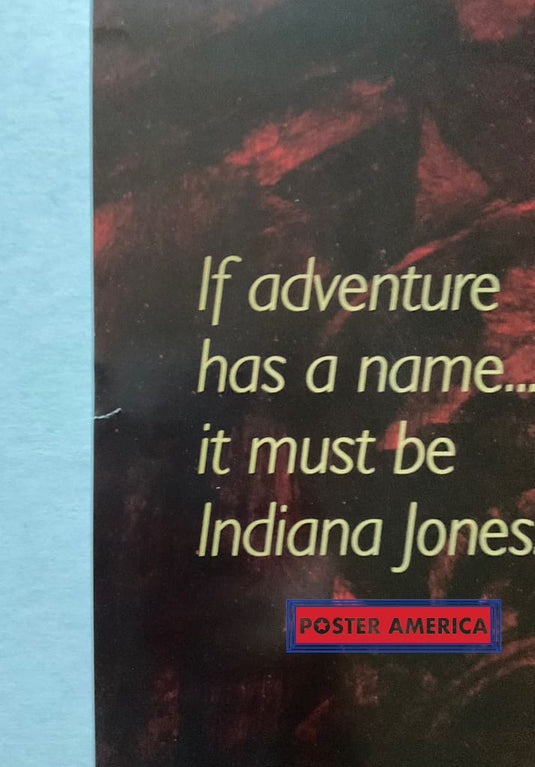 If adventure
has a name...
it must be
Indiana Jones.
POSTER AMERICA